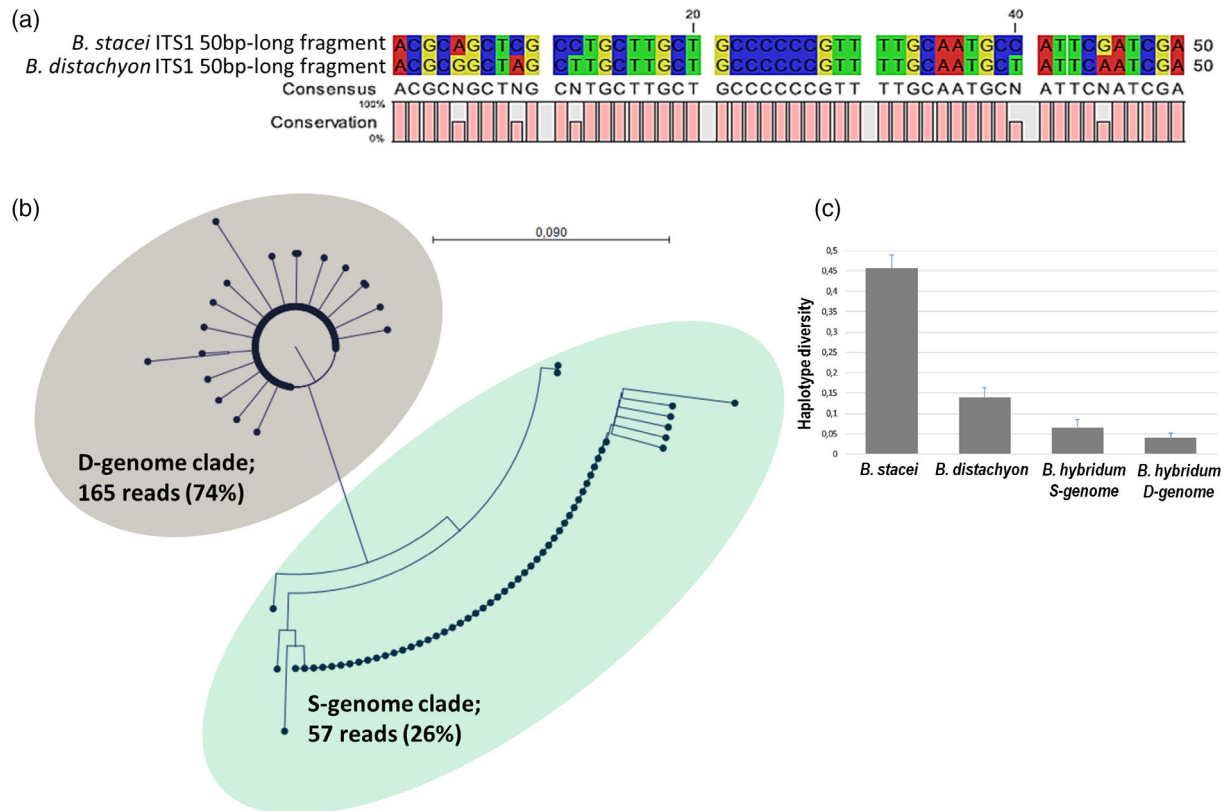 (a)
20 40
B. stacei ITS1 50bp-long fragment ACGCAGCTCG CCTGCTTGCT GCCCCCCGTT TTGCAATGCC ATTCGATCGA 50
B. distachyon ITS1 50bp-long fragment ACGCGGCTAG CTTGCTTGCT GCCCCCCGTT TTGCAATGCT ATTCAATCGA 50
Consensus ACGCNGCTNG CNTGCTTGCT GCCCCCCGTT TTGCAATGCN ATTCNATCGA
100%
Conservation
0%
(b)
0,090
D-genome clade;
165 reads (74%)
S-genome clade;
57 reads (26%)
(c)
Haplotype diversity
0,5
0,45
0,4
0,35
0,3
0,25
0,2
0,15
0,1
0,05
0
B. stacei B. distachyon B. hybridum B. hybridum
S-genome D-genome